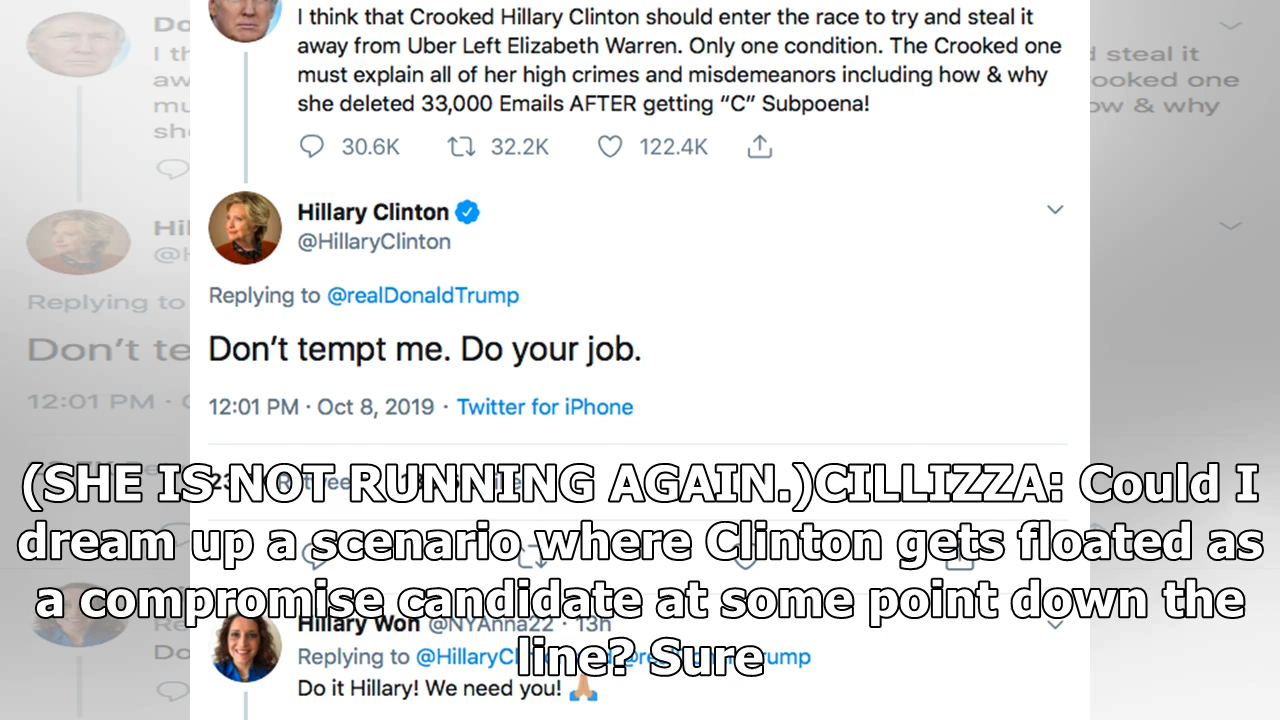 I think that Crooked Hillary Clinton should enter the race to try and steal it
away from Uber Left Elizabeth Warren. Only one condition. The Crooked one
must explain all of her high crimes and misdemeanors including how & why
she deleted 33,000 Emails AFTER getting “C” Subpoena!
30.6K 32.2K 122.4K
Hillary Clinton
@HillaryClinton
Replying to @realDonaldTrump
Don’t tempt me. Do your job.
12:01 PM · Oct 8, 2019 · Twitter for iPhone
(SHE IS NOT RUNNING AGAIN.)CILLIZZA: Could I
dream up a scenario where Clinton gets floated as
a compromise candidate at some point down the
line? Sure
Hillary Won @NYAnna22 · 13h
Replying to
Do it Hillary! We need you!